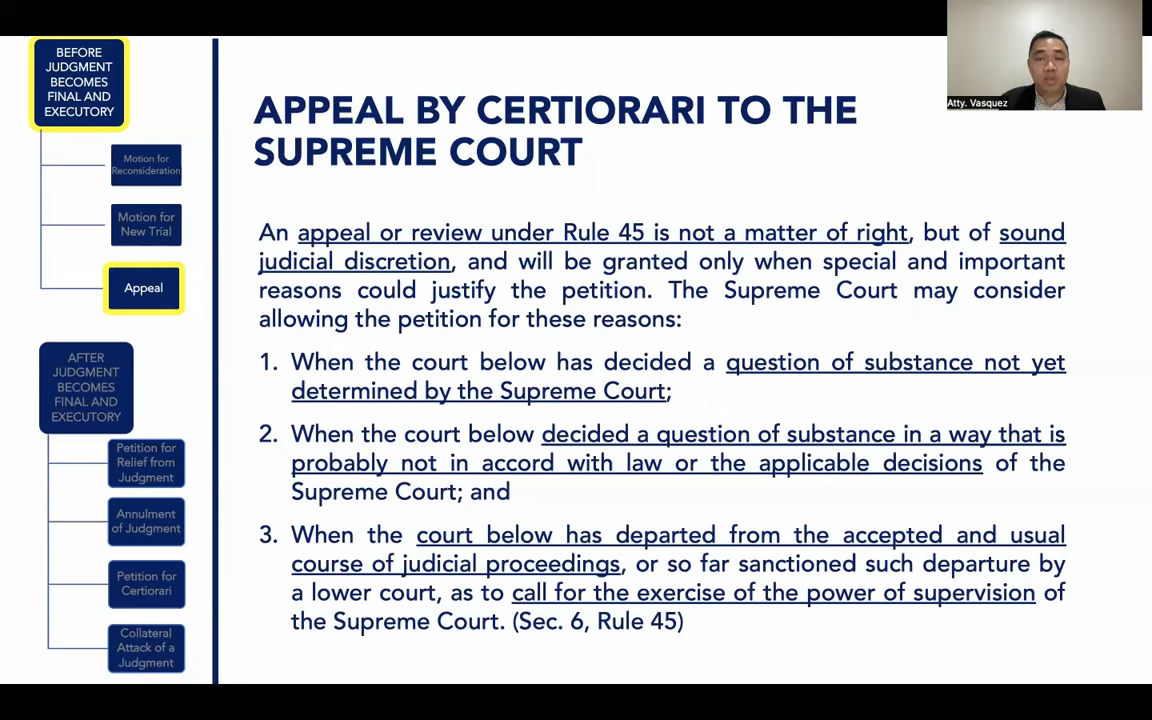 BEFORE
JUDGMENT
BECOMES
FINAL AND
EXECUTORY
Motion for
Reconsideration
Motion for
New Trial
Appeal
AFTER
JUDGMENT
BECOMES
FINAL AND
EXECUTORY
Petition for
Relief from
Judgment
Annulment
of Judgment
Petition for
Certiorari
Collateral
Attack of a
Judgment
APPEAL BY CERTIORARI TO THE
SUPREME COURT
An appeal or review under Rule 45 is not a matter of right, but of sound
judicial discretion, and will be granted only when special and important
reasons could justify the petition. The Supreme Court may consider
allowing the petition for these reasons:
1. When the court below has decided a question of substance not yet
determined by the Supreme Court;
2. When the court below decided a question of substance in a way that is
probably not in accord with law or the applicable decisions of the
Supreme Court; and
3. When the court below has departed from the accepted and usual
course of judicial proceedings, or so far sanctioned such departure by
a lower court, as to call for the exercise of the power of supervision of
the Supreme Court. (Sec. 6, Rule 45)
Atty. Vasquez